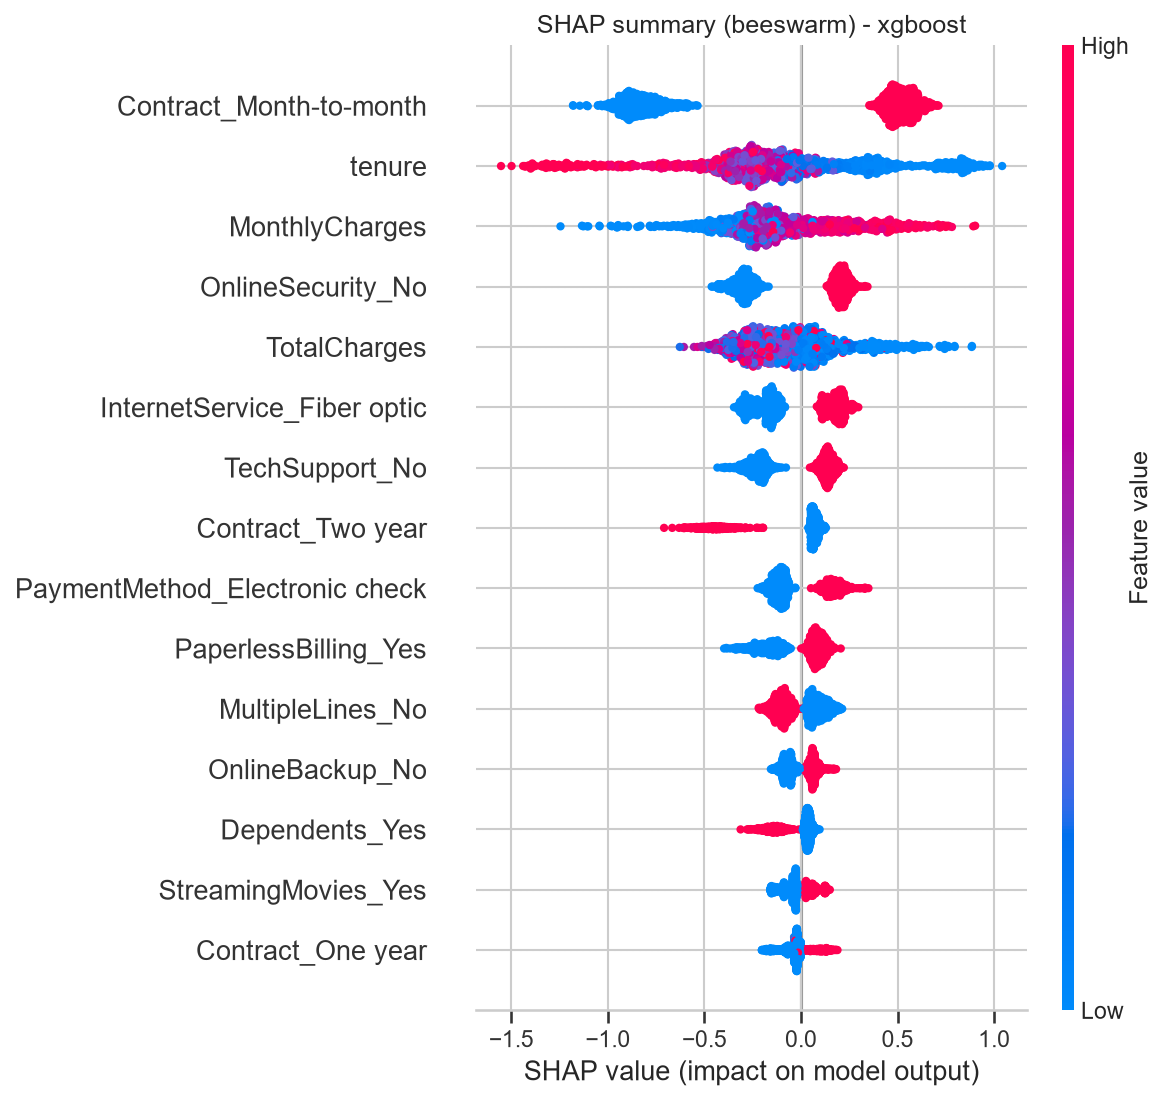 SHAP summary (beeswarm) - xgboost
High
Contract_Month-to-month
tenure
MonthlyCharges
OnlineSecurity_No
TotalCharges
InternetService_Fiber optic
TechSupport_No
Contract_Two year
PaymentMethod_Electronic check
PaperlessBilling_Yes
MultipleLines_No
OnlineBackup_No
Dependents_Yes
StreamingMovies_Yes
Contract_One year
Feature value
Low
−1.5 −1.0 −0.5 0.0 0.5 1.0
SHAP value (impact on model output)